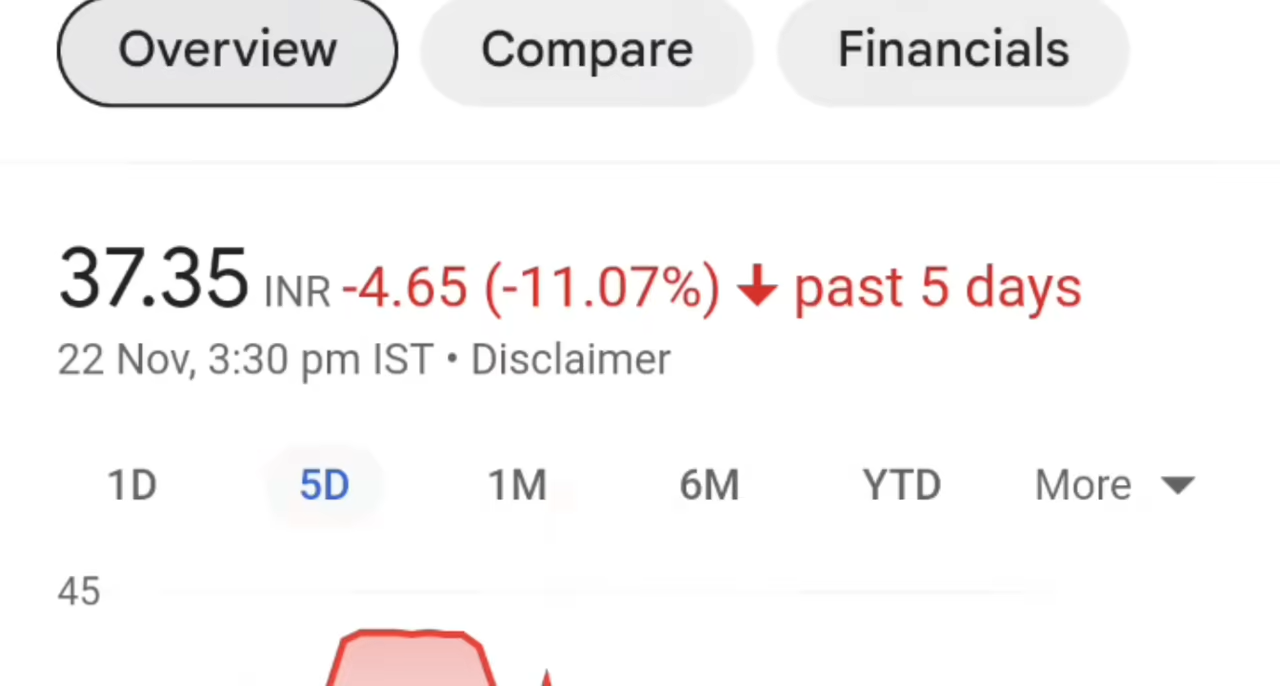 Overview Compare Financials
37.35 INR -4.65 (-11.07%) ↓ past 5 days
22 Nov, 3:30 pm IST • Disclaimer
1D 5D 1M 6M YTD More
45